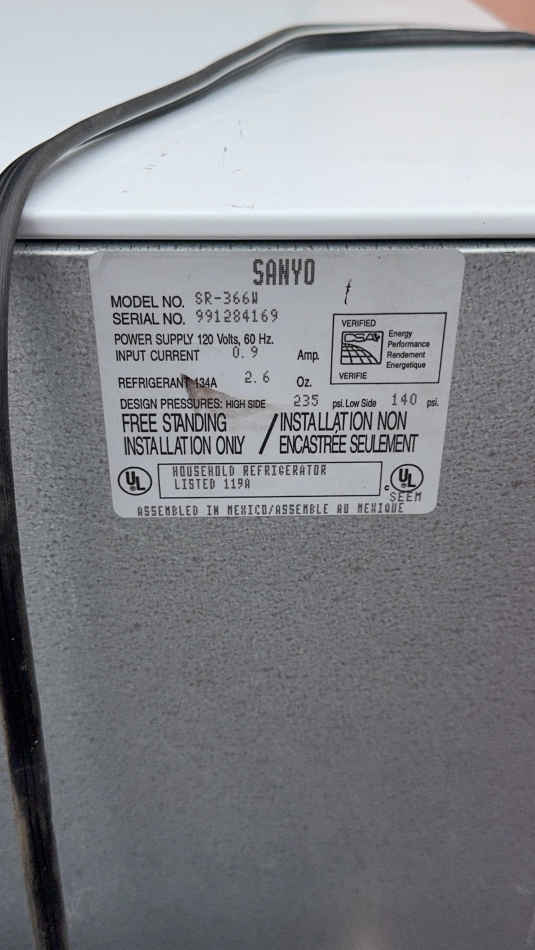 SANYO
MODEL NO. SR-366W
SERIAL NO. 991284169
POWER SUPPLY 120 Volts, 60 Hz.
INPUT CURRENT 0.9 Amp.
REFRIGERANT 134A 2.6 Oz.
DESIGN PRESSURES: HIGH SIDE 235 psi. Low Side 140 psi.
VERIFIED
CSA
Energy
Performance
Rendement
Energetique
VERIFIE
FREE STANDING / INSTALLATION NON
INSTALLATION ONLY ENCASTRÉE SEULEMENT
UL HOUSEHOLD REFRIGERATOR
LISTED 119A
c UL
SEEM
ASSEMBLED IN MEXICO/ASSEMBLE AU MEXIQUE